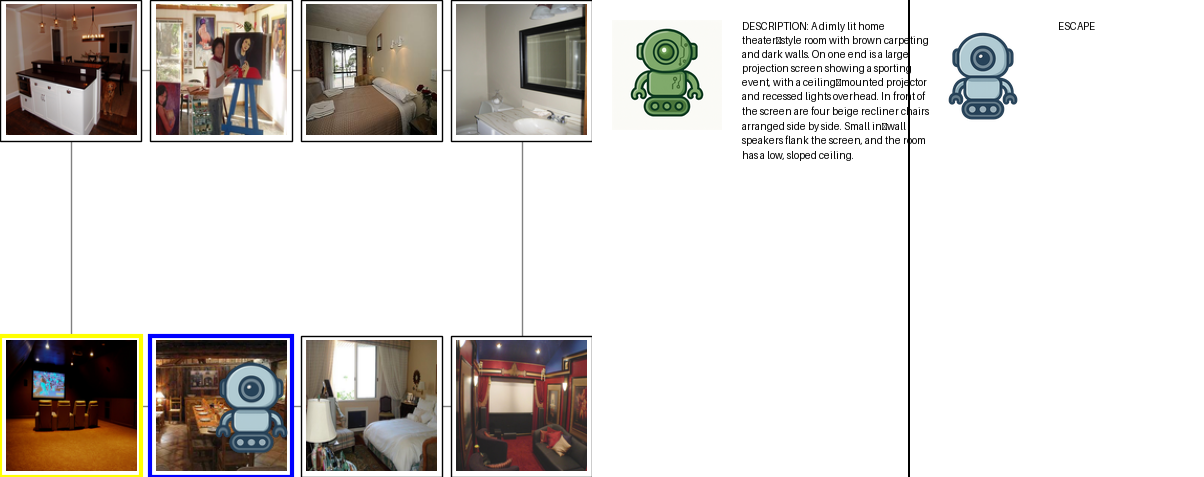 DESCRIPTION: A dimly lit home
theater▯style room with brown carpeting
and dark walls. On one end is a large
projection screen showing a sporting
event, with a ceiling▯mounted projector
and recessed lights overhead. In front of
the screen are four beige recliner chairs
arranged side by side. Small in▯wall
speakers flank the screen, and the room
has a low, sloped ceiling.
ESCAPE